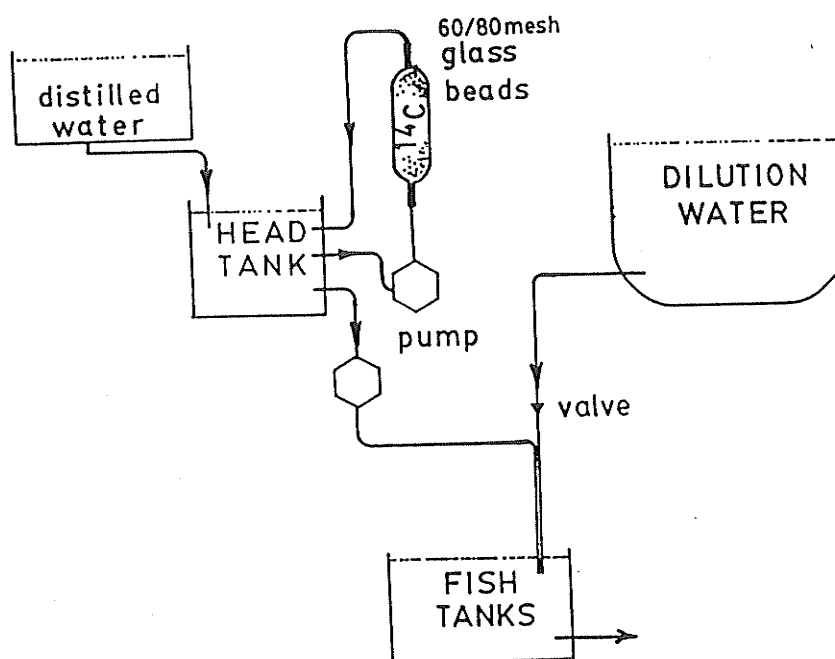 60/80mesh
glass
beads
distilled
water
14C
DILUTION
WATER
HEAD
TANK
pump
valve
FISH
TANKS